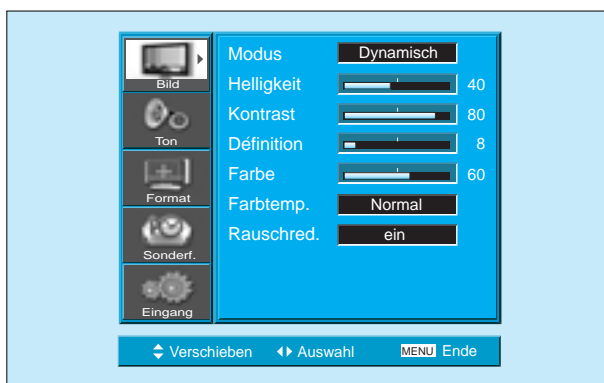 Bild
Ton
Format
Sonderf.
Eingang
Modus Dynamisch
Helligkeit 40
Kontrast 80
Définition 8
Farbe 60
Farbtemp. Normal
Rauschred. ein
Verschieben Auswahl MENU Ende